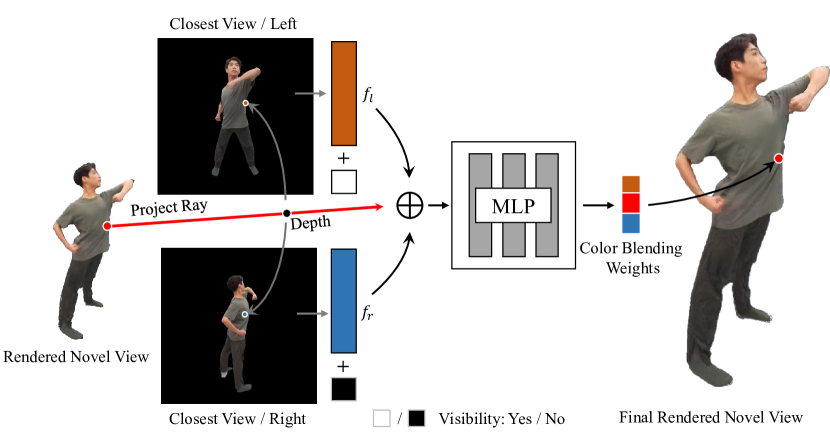 Closest View / Left
f_l
+
Project Ray
Depth
MLP
Color Blending
Weights
f_r
+
Rendered Novel View
Closest View / Right
/ Visibility: Yes / No
Final Rendered Novel View